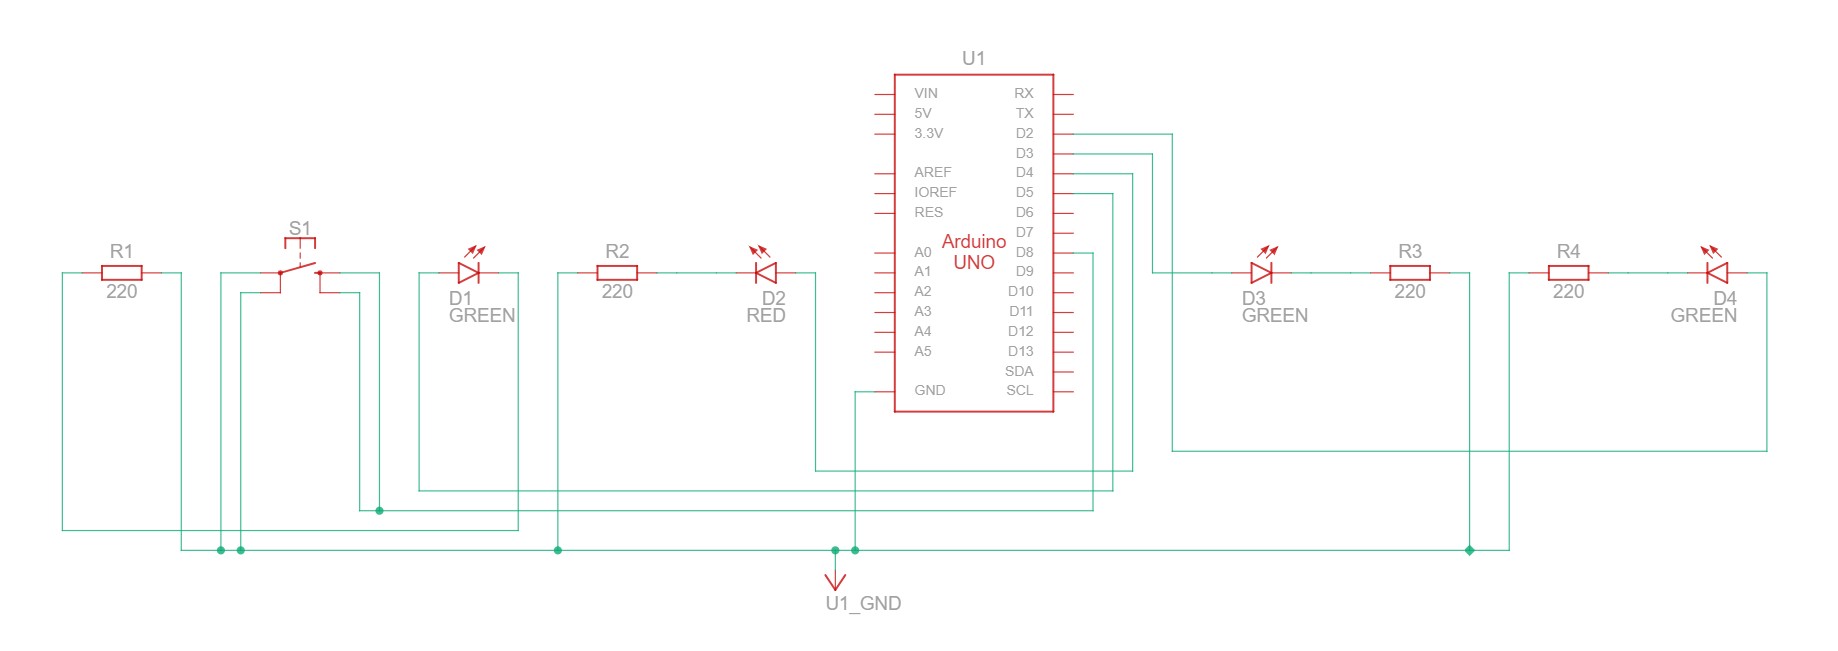 U1
VIN RX
5V TX
3.3V D2
D3
AREF D4
IOREF D5
RES D6
D7
Arduino
UNO
A0 D8
A1 D9
A2 D10
A3 D11
A4 D12
A5 D13
SDA
GND SCL
R1
220
S1
D1
GREEN
R2
220
D2
RED
D3
GREEN
R3
220
R4
220
D4
GREEN
U1_GND